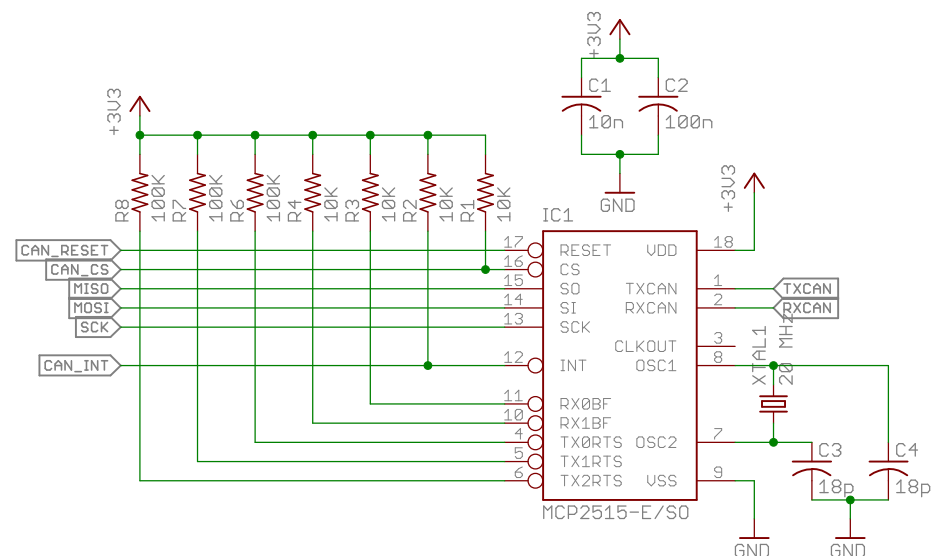 +3V3
C1
10n
C2
100n
GND
+3V3
R8
100K
R7
100K
R6
100K
R4
10K
R3
10K
R2
10K
R1
10K
+3V3
IC1
CAN_RESET
17
RESET
VDD
18
CAN_CS
16
CS
MISO
15
SO
TXCAN
1
TXCAN
MOSI
14
SI
RXCAN
2
RXCAN
SCK
13
SCK
CLKOUT
3
CAN_INT
12
INT
OSC1
8
XTAL1
20 MHz
11
RX0BF
10
RX1BF
4
TX0RTS
OSC2
7
5
TX1RTS
6
TX2RTS
VSS
9
C3
18p
C4
18p
MCP2515-E/SO
GND
GND